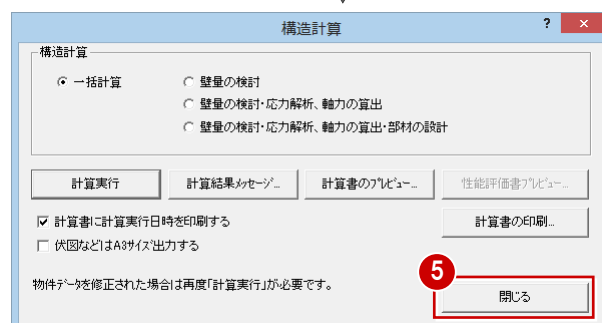 構造計算
? ×
構造計算
一括計算
壁量の検討
壁量の検討・応力解析、軸力の算出
壁量の検討・応力解析、軸力の算出・部材の設計
計算実行
計算結果ﾒｯｾｰｼﾞ...
計算書のﾌﾟﾚﾋﾞｭｰ...
性能評価書ﾌﾟﾚﾋﾞｭｰ...
計算書に計算実行日時を印刷する
計算書の印刷...
伏図などはA3ｻｲｽﾞ出力する
物件ﾃﾞｰﾀを修正された場合は再度「計算実行」が必要です。
5
閉じる